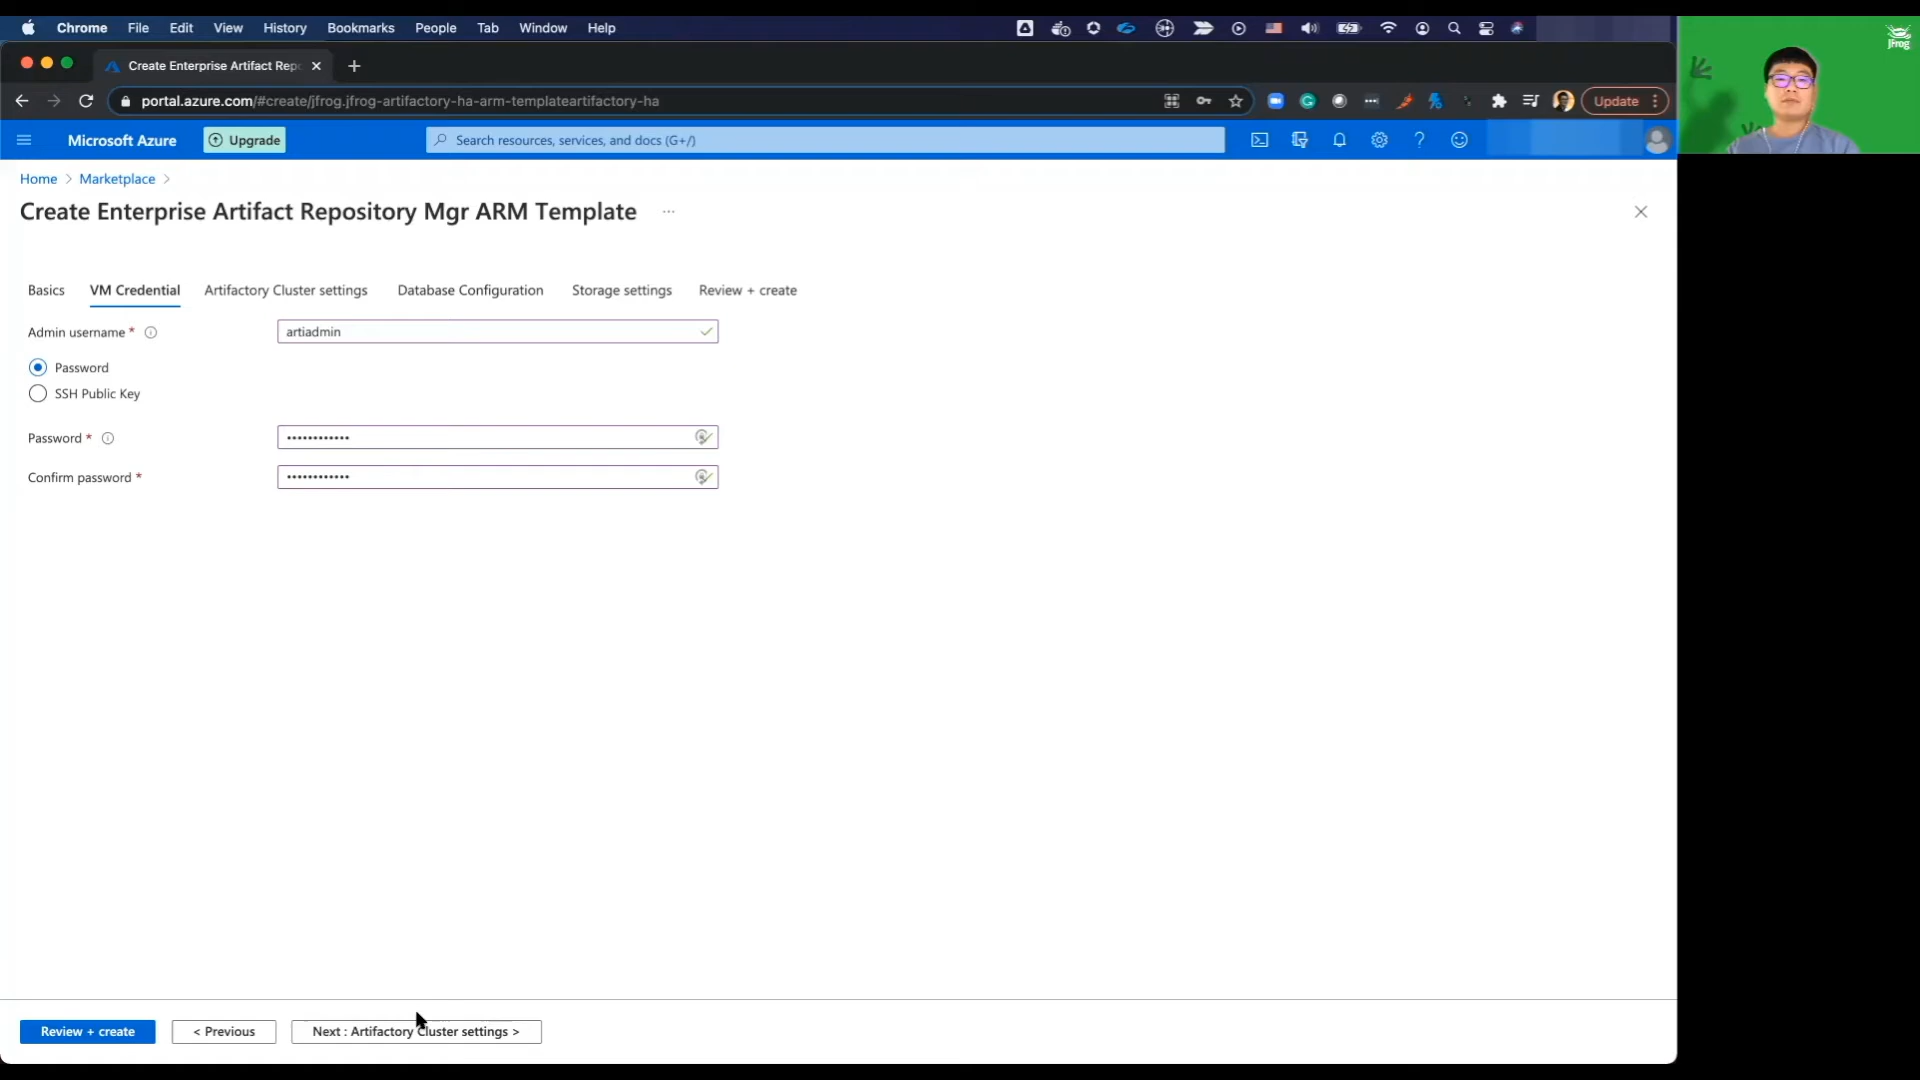 Chrome File Edit View History Bookmarks People Tab Window Help
Create Enterprise Artifact Rep
portal.azure.com/#create/jfrog.jfrog-artifactory-ha-arm-templateartifactory-ha
Update
JFrog
Microsoft Azure
Upgrade
Search resources, services, and docs (G+/)
Home > Marketplace >
Create Enterprise Artifact Repository Mgr ARM Template ...
Basics VM Credential Artifactory Cluster settings Database Configuration Storage settings Review + create
Admin username *
artiadmin
Password
SSH Public Key
Password *
••••••••••••
Confirm password *
••••••••••••
Review + create
< Previous
Next : Artifactory Cluster settings >